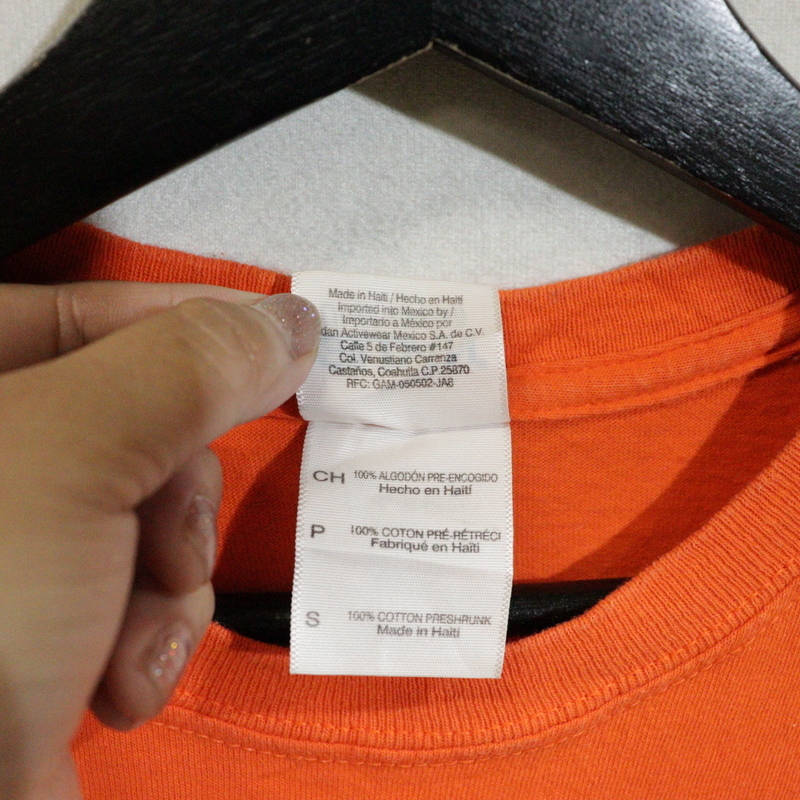 Made in Haiti / Hecho en Haití
Imported into Mexico by /
Importado a México por
dan Activewear Mexico S.A. de C.V.
Calle 5 de Febrero #147
Col. Venustiano Carranza
Castaños, Coahuila C.P. 25870
RFC: GAM-050502-JA8
CH 100% ALGODÓN PRE-ENCOGIDO
Hecho en Haití
P 100% COTON PRÉ-RÉTRÉCI
Fabriqué en Haïti
S 100% COTTON PRESHRUNK
Made in Haiti